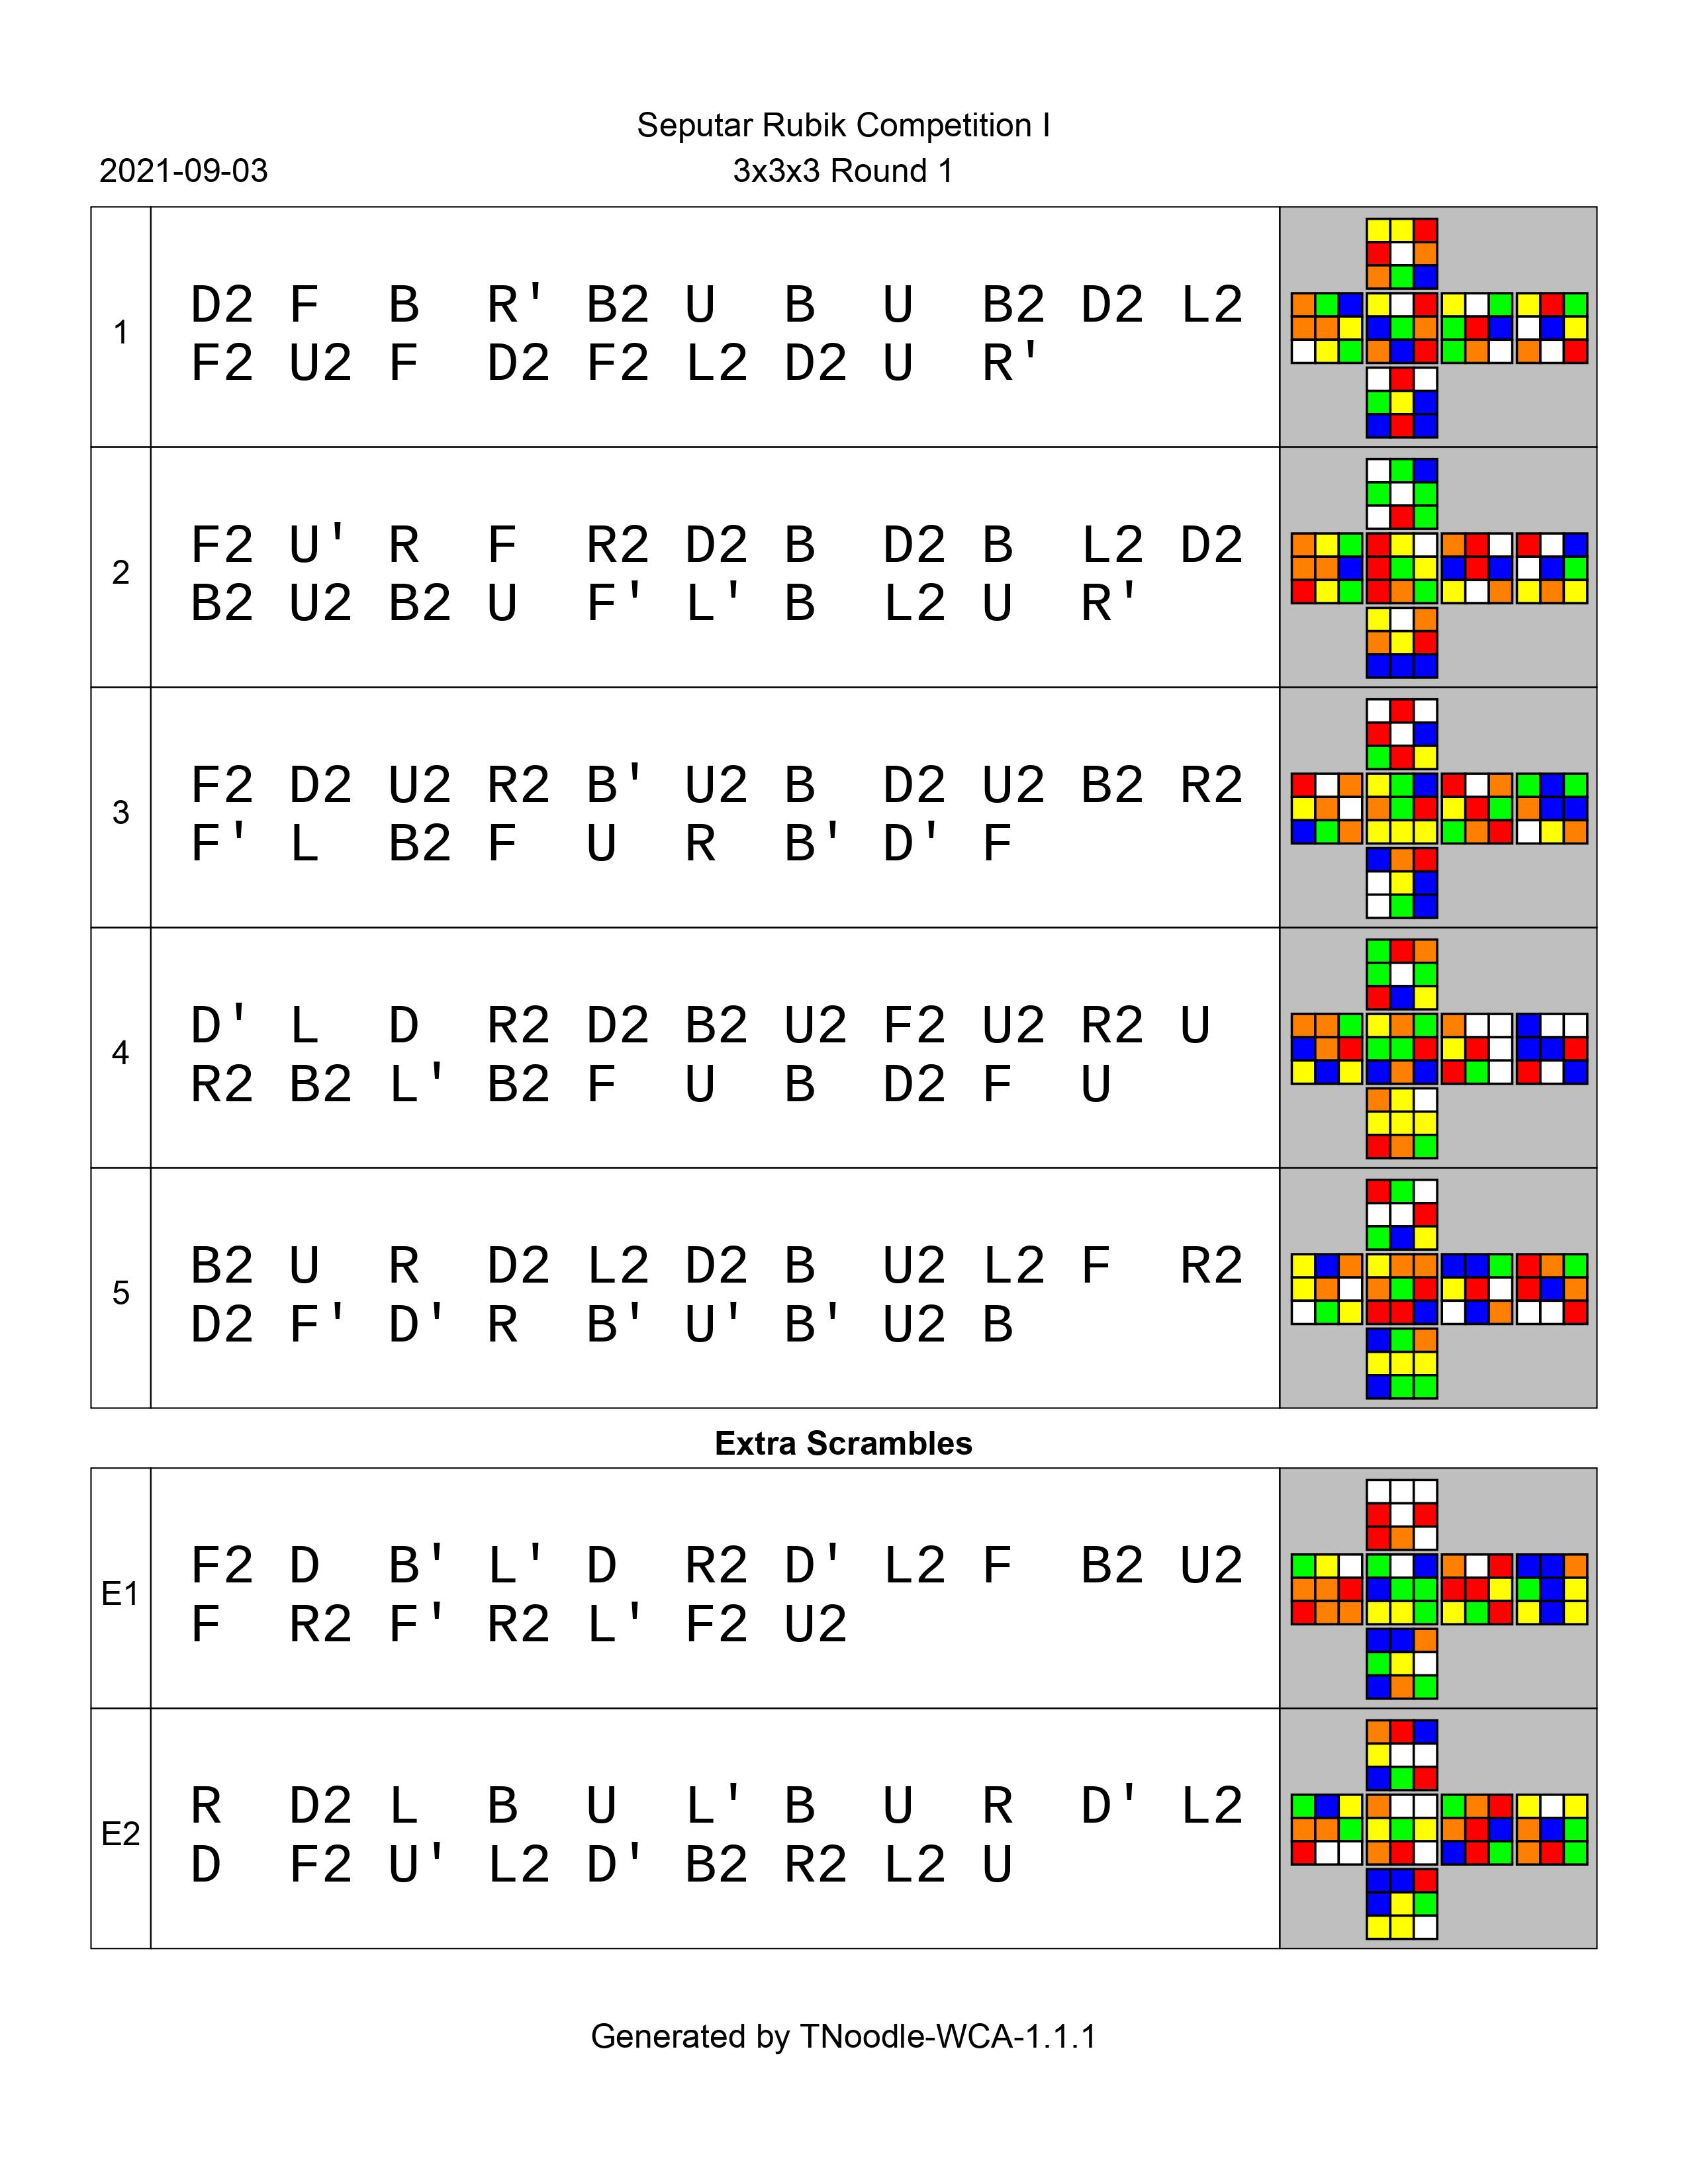 Seputar Rubik Competition I
2021-09-03 3x3x3 Round 1
1
D2 F B R' B2 U B U B2 D2 L2
F2 U2 F D2 F2 L2 D2 U R'
2
F2 U' R F R2 D2 B D2 B L2 D2
B2 U2 B2 U F' L' B L2 U R'
3
F2 D2 U2 R2 B' U2 B D2 U2 B2 R2
F' L B2 F U R B' D' F
4
D' L D R2 D2 B2 U2 F2 U2 R2 U
R2 B2 L' B2 F U B D2 F U
5
B2 U R D2 L2 D2 B U2 L2 F R2
D2 F' D' R B' U' B' U2 B
Extra Scrambles
E1
F2 D B' L' D R2 D' L2 F B2 U2
F R2 F' R2 L' F2 U2
E2
R D2 L B U L' B U R D' L2
D F2 U' L2 D' B2 R2 L2 U
Generated by TNoodle-WCA-1.1.1